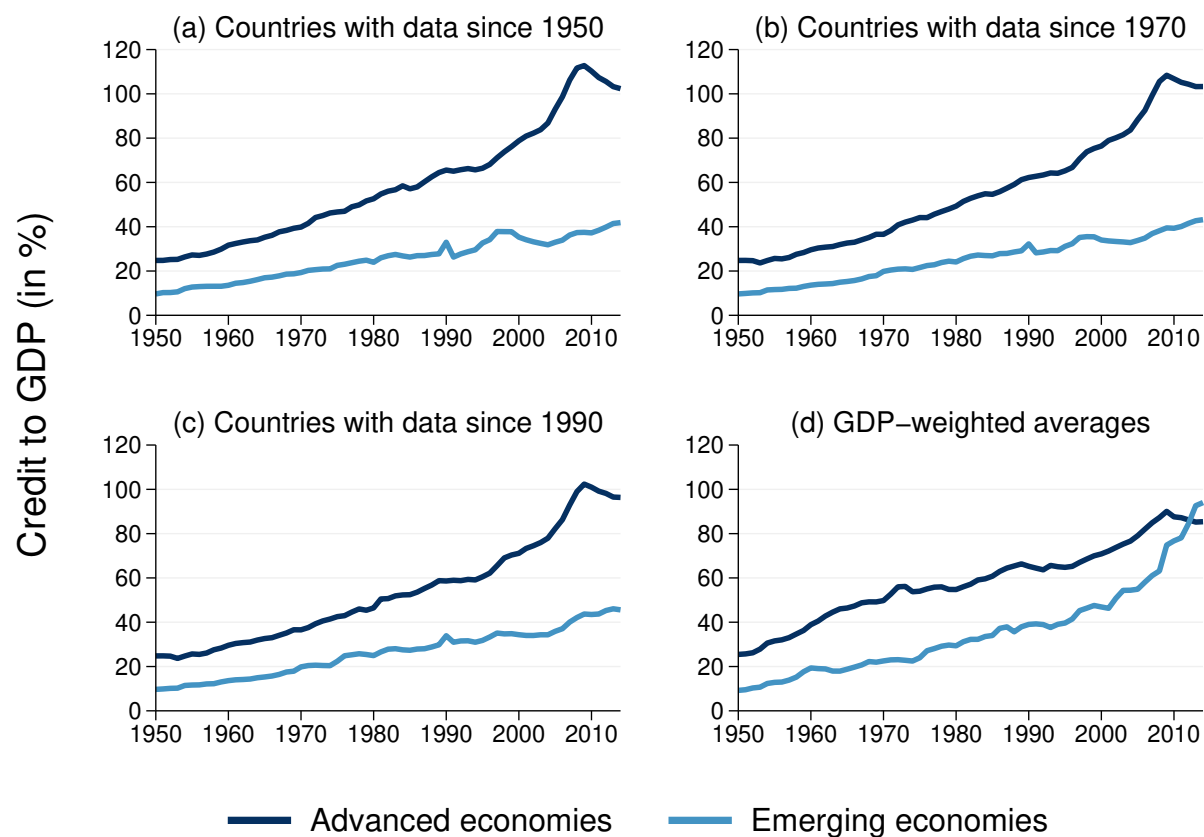 Credit to GDP (in %)
(a) Countries with data since 1950
120
100
80
60
40
20
0
1950 1960 1970 1980 1990 2000 2010
(b) Countries with data since 1970
120
100
80
60
40
20
0
1950 1960 1970 1980 1990 2000 2010
(c) Countries with data since 1990
120
100
80
60
40
20
0
1950 1960 1970 1980 1990 2000 2010
(d) GDP−weighted averages
120
100
80
60
40
20
0
1950 1960 1970 1980 1990 2000 2010
Advanced economies
Emerging economies